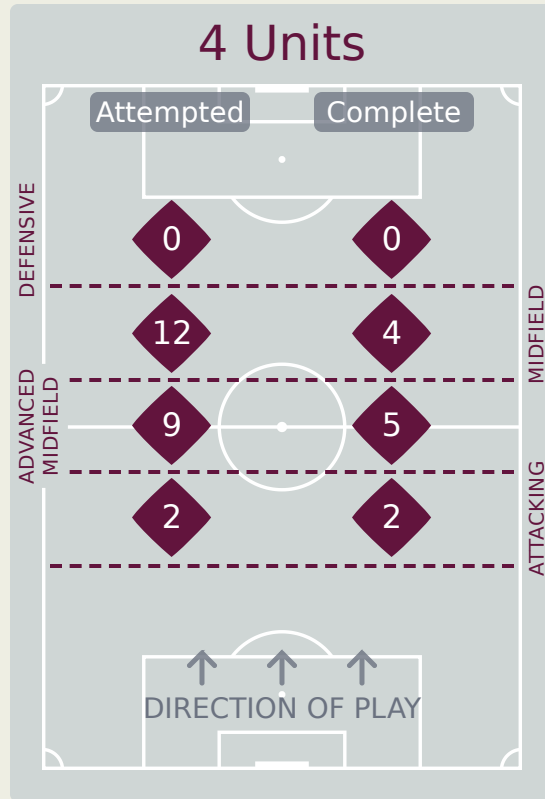 4 Units
Attempted
Complete
DEFENSIVE
0
0
MIDFIELD
12
4
ADVANCED
MIDFIELD
9
5
ATTACKING
2
2
DIRECTION OF PLAY